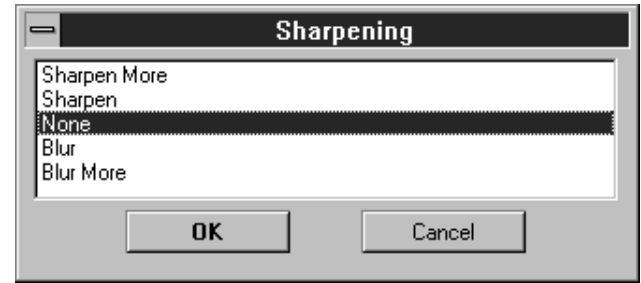 Sharpening
Sharpen More
Sharpen
None
Blur
Blur More
OK
Cancel